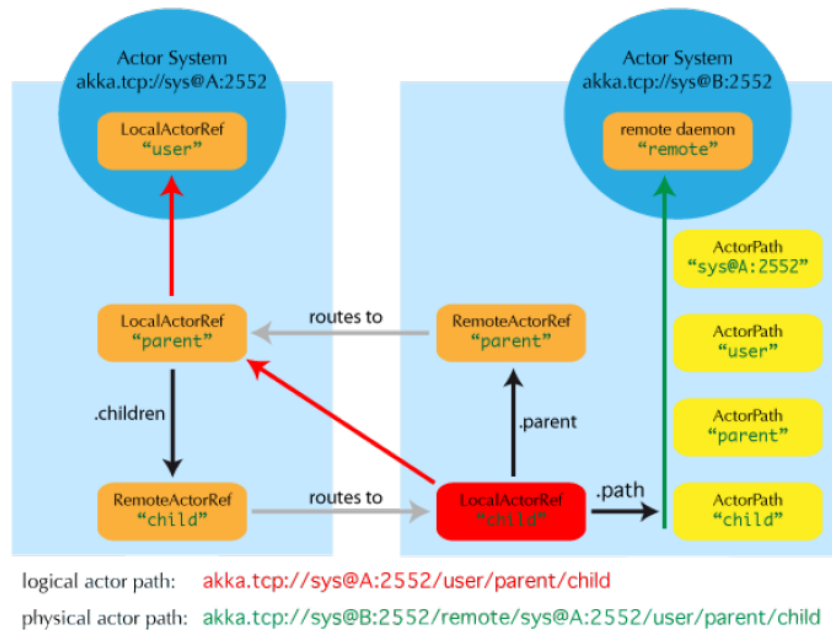 Actor System
akka.tcp://sys@A:2552
LocalActorRef
“user”
Actor System
akka.tcp://sys@B:2552
remote daemon
“remote”
ActorPath
“sys@A:2552”
LocalActorRef
“parent”
routes to
RemoteActorRef
“parent”
ActorPath
“user”
.children
.parent
ActorPath
“parent”
RemoteActorRef
“child”
routes to
LocalActorRef
“child”
.path
ActorPath
“child”
logical actor path: akka.tcp://sys@A:2552/user/parent/child
physical actor path: akka.tcp://sys@B:2552/remote/sys@A:2552/user/parent/child